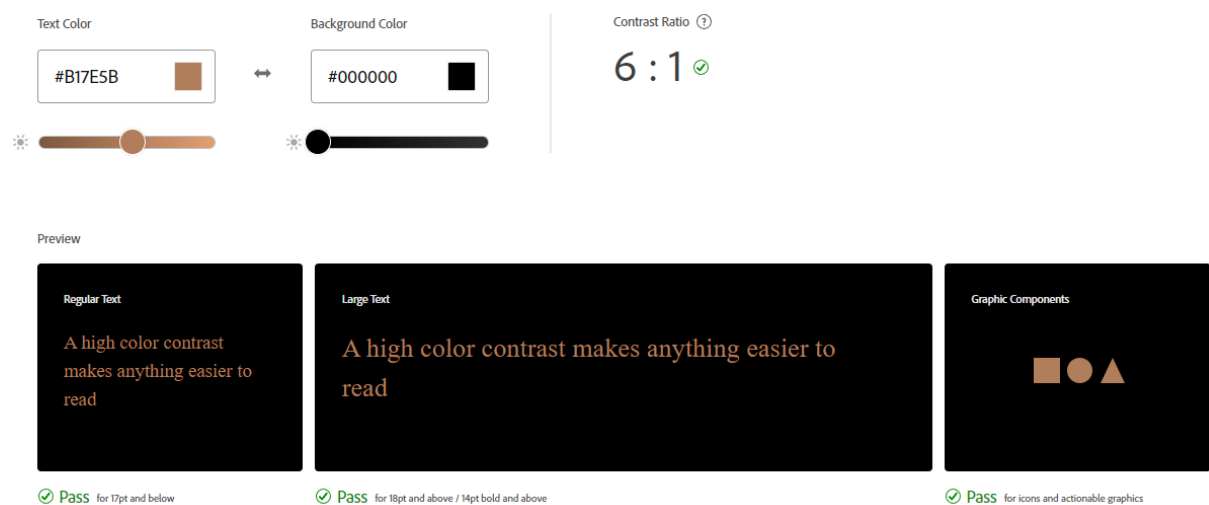 Text Color
Background Color
Contrast Ratio ?
#B17E5B
#000000
6 : 1
Preview
Regular Text
A high color contrast
makes anything easier to
read
Large Text
A high color contrast makes anything easier to
read
Graphic Components
Pass for 17pt and below
Pass for 18pt and above / 14pt bold and above
Pass for icons and actionable graphics